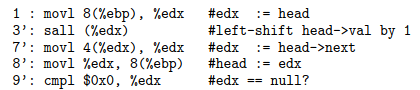 1 : movl 8(%ebp), %edx #edx := head
3’: sall (%edx) #left-shift head->val by 1
7’: movl 4(%edx), %edx #edx := head->next
8’: movl %edx, 8(%ebp) #head := edx
9’: cmpl $0x0, %edx #edx == null?